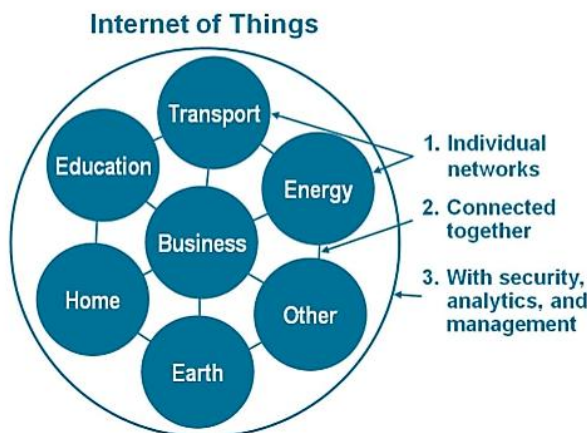 Internet of Things
Transport
Education
Energy
Business
Home
Other
Earth
1. Individual
networks
2. Connected
together
3. With security,
analytics, and
management